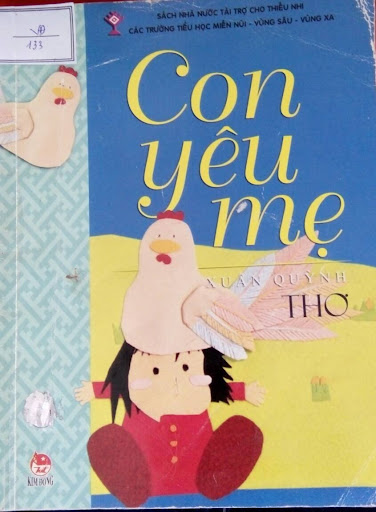 133
SÁCH NHÀ NƯỚC TÀI TRỢ CHO THIẾU NHI
CÁC TRƯỜNG TIỂU HỌC MIỀN NÚI - VÙNG SÂU - VÙNG XA
Con
yêu
mẹ
XUÂN QUỲNH
THƠ
KIM ĐỒNG